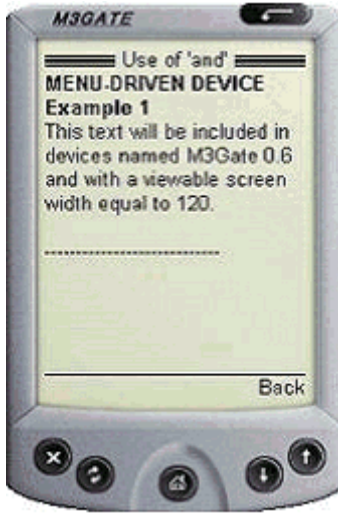 M3GATE
Use of 'and'
MENU-DRIVEN DEVICE
Example 1
This text will be included in
devices named M3Gate 0.6
and with a viewable screen
width equal to 120.
----------------------------
Back